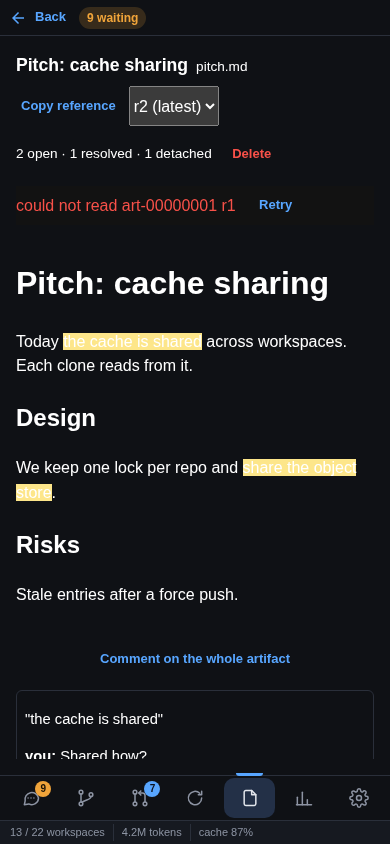 Back 9 waiting
Pitch: cache sharing pitch.md
Copy reference r2 (latest)
2 open · 1 resolved · 1 detached Delete
could not read art-00000001 r1 Retry
Pitch: cache sharing
Today the cache is shared across workspaces.
Each clone reads from it.
Design
We keep one lock per repo and share the object
store.
Risks
Stale entries after a force push.
Comment on the whole artifact
"the cache is shared"
you: Shared how?
9 7
13 / 22 workspaces 4.2M tokens cache 87%